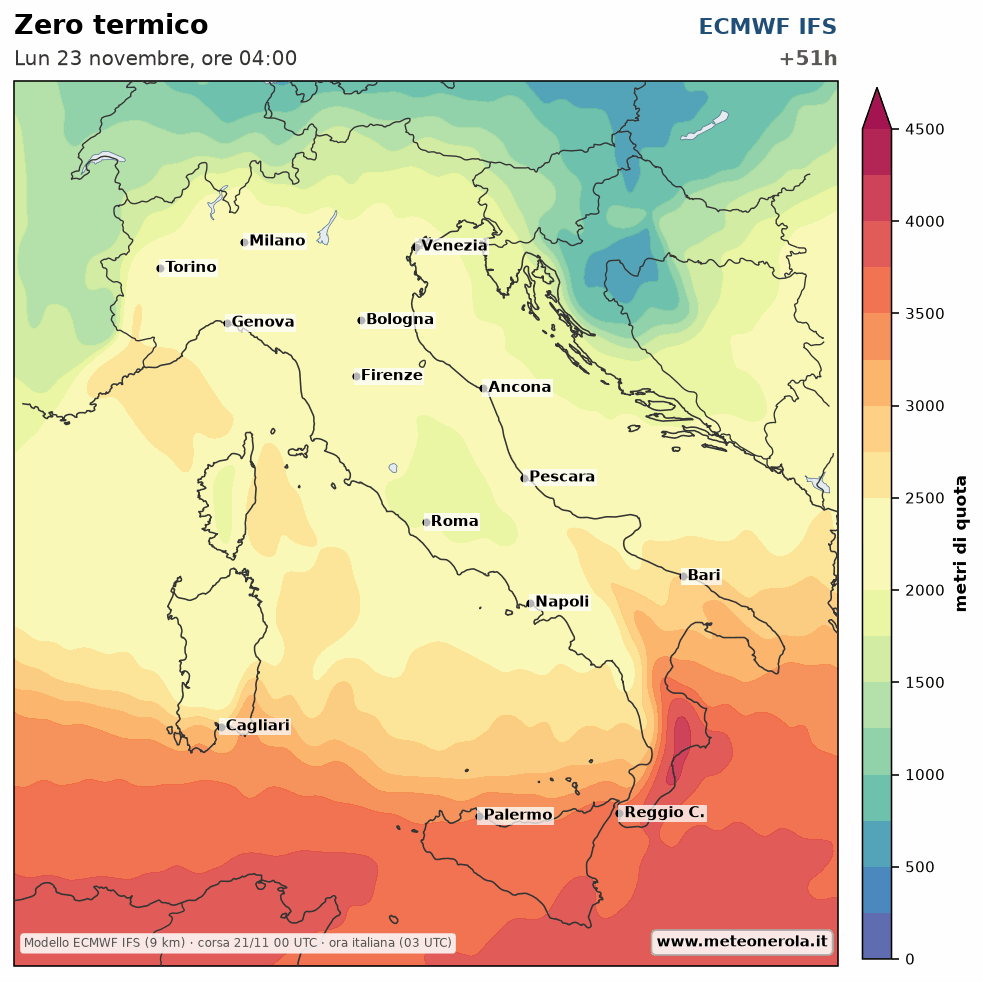 Zero termico
ECMWF IFS
Lun 23 novembre, ore 04:00
+51h
Milano
Venezia
Torino
Genova
Bologna
Firenze
Ancona
Pescara
Roma
Bari
Napoli
Cagliari
Palermo
Reggio C.
4500
4000
3500
3000
2500
2000
1500
1000
500
0
metri di quota
Modello ECMWF IFS (9 km) · corsa 21/11 00 UTC · ora italiana (03 UTC)
www.meteonerola.it